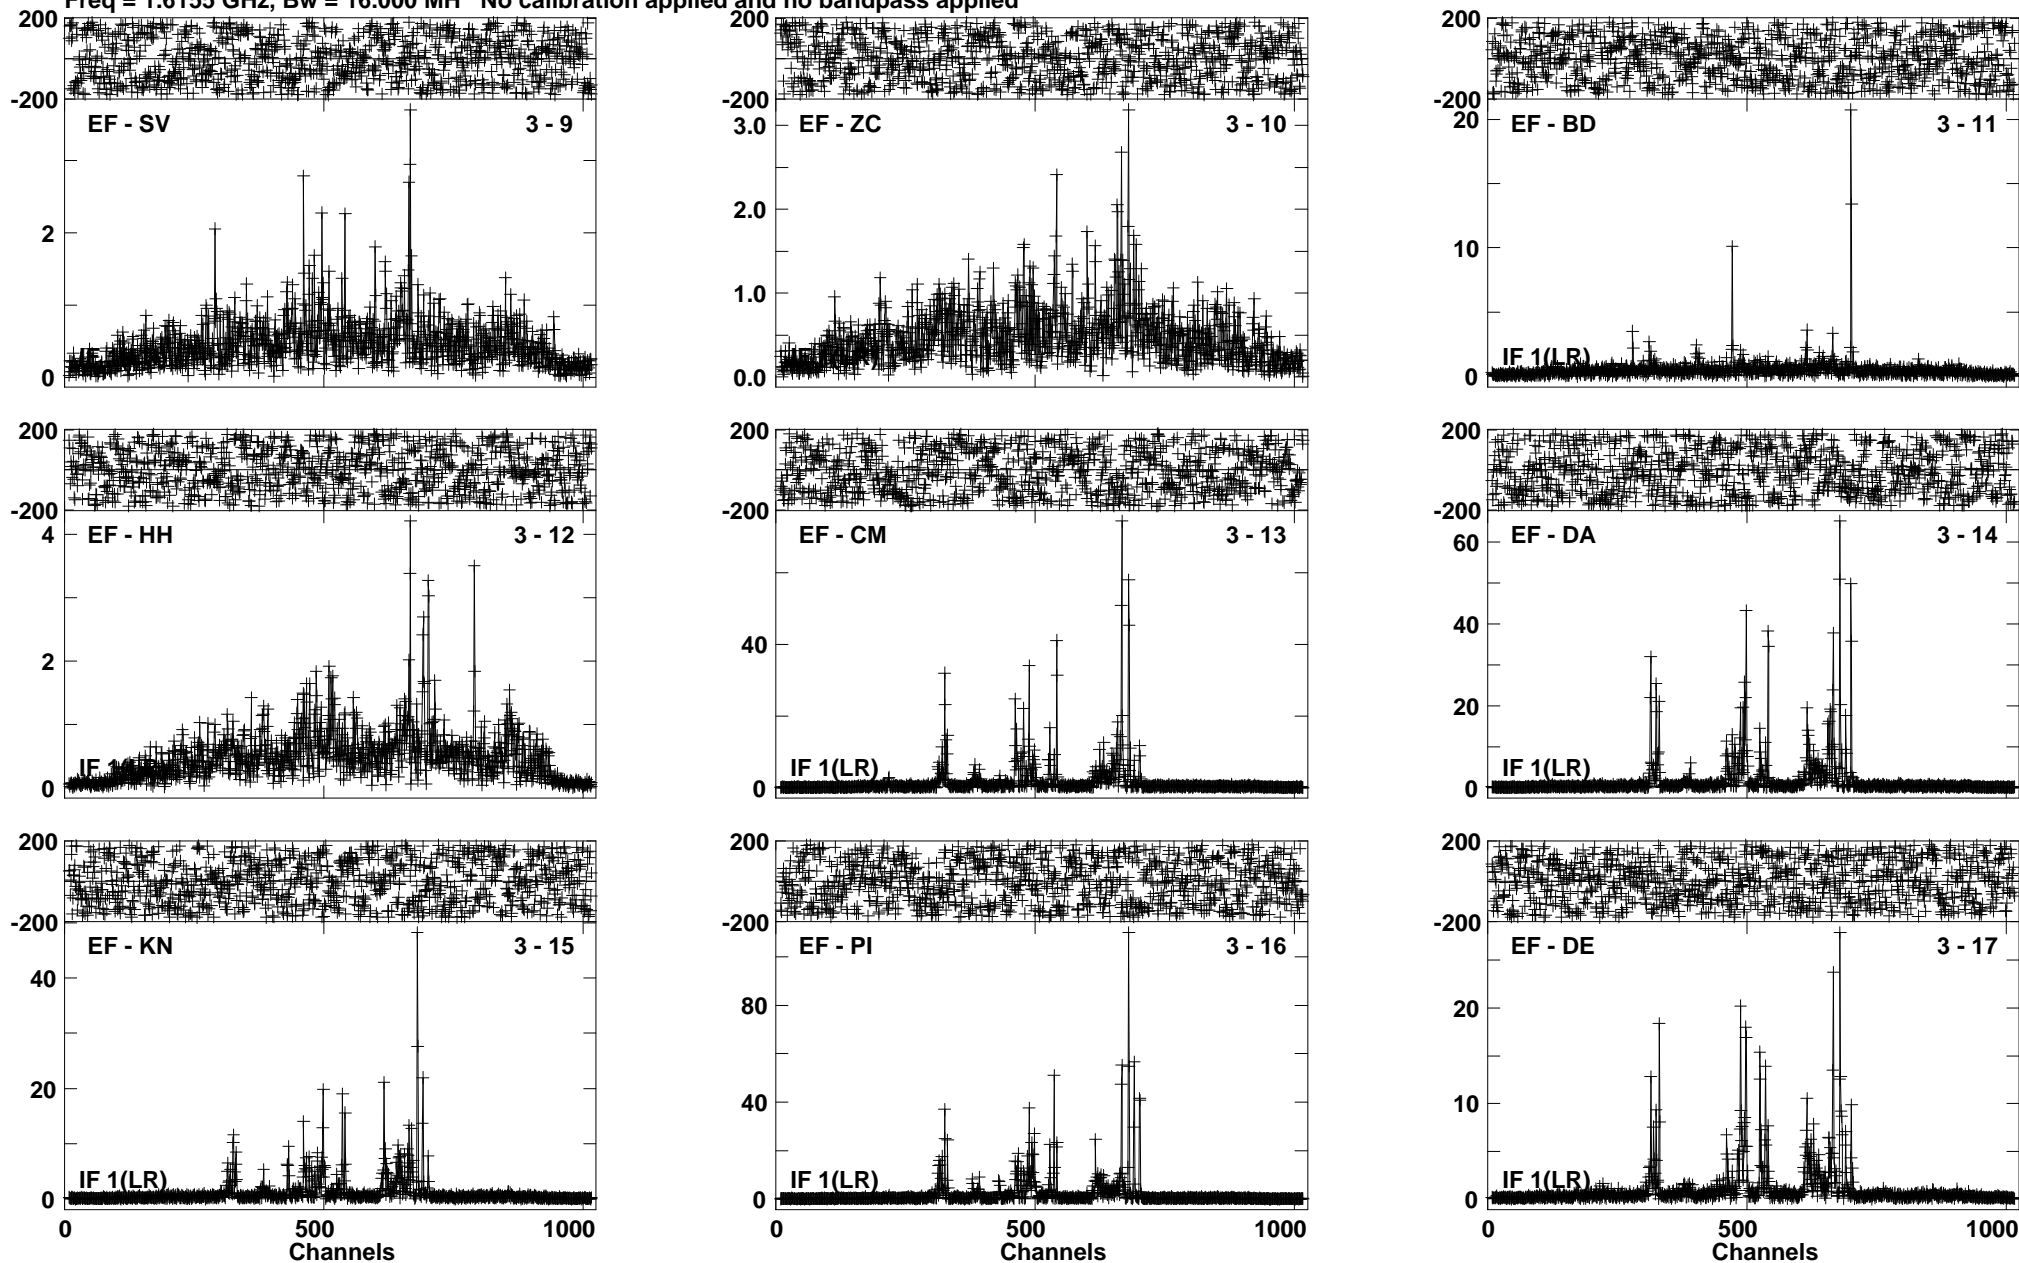 Freq = 1.6155 GHz, Bw = 16.000 MH No calibration applied and no bandpass applied
200
-200
EF - SV
3 - 9
2
0
200
-200
3.0
EF - ZC
3 - 10
2.0
1.0
0.0
200
-200
20
EF - BD
3 - 11
10
IF 1(LR)
0
200
-200
EF - HH
3 - 12
4
2
0
200
-200
EF - CM
3 - 13
40
IF 1(LR)
0
200
-200
EF - DA
3 - 14
60
40
20
IF 1(LR)
0
200
-200
EF - KN
3 - 15
40
20
IF 1(LR)
0
0
500
1000
Channels
200
-200
EF - PI
3 - 16
80
40
IF 1(LR)
0
0
500
1000
Channels
200
-200
EF - DE
3 - 17
20
10
IF 1(LR)
0
0
500
1000
Channels